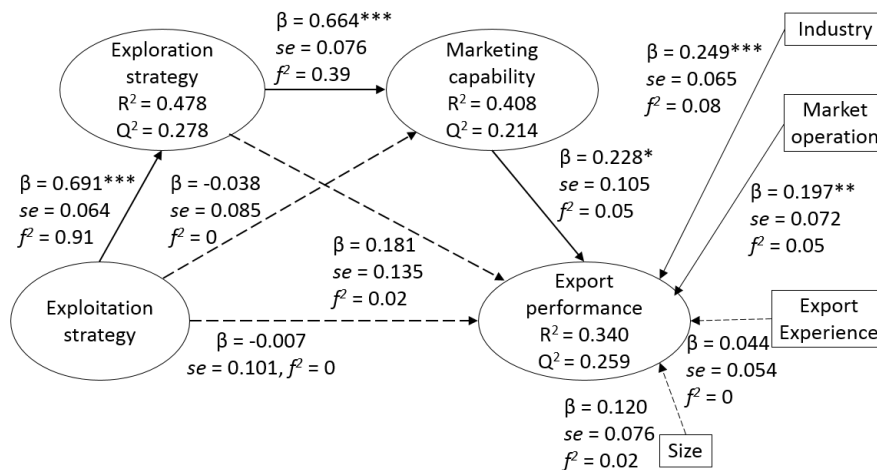 Exploration
strategy
R² = 0.478
Q² = 0.278
β = 0.664***
se = 0.076
f² = 0.39
Marketing
capability
R² = 0.408
Q² = 0.214
β = 0.249***
se = 0.065
f² = 0.08
Industry
Market
operation
β = 0.691***
se = 0.064
f² = 0.91
β = -0.038
se = 0.085
f² = 0
β = 0.228*
se = 0.105
f² = 0.05
β = 0.197**
se = 0.072
f² = 0.05
β = 0.181
se = 0.135
f² = 0.02
Exploitation
strategy
β = -0.007
se = 0.101, f² = 0
Export
performance
R² = 0.340
Q² = 0.259
Export
Experience
β = 0.044
se = 0.054
f² = 0
β = 0.120
se = 0.076
f² = 0.02
Size